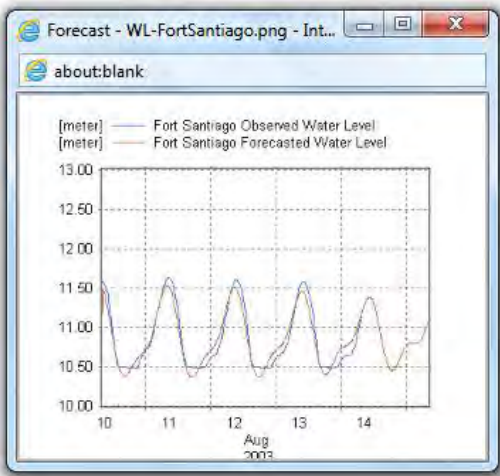 Forecast - WL-FortSantiago.png - Int...
about:blank
[meter] Fort Santiago Observed Water Level
[meter] Fort Santiago Forecasted Water Level
13.00
12.50
12.00
11.50
11.00
10.50
10.00
10 11 12 13 14
Aug
2003